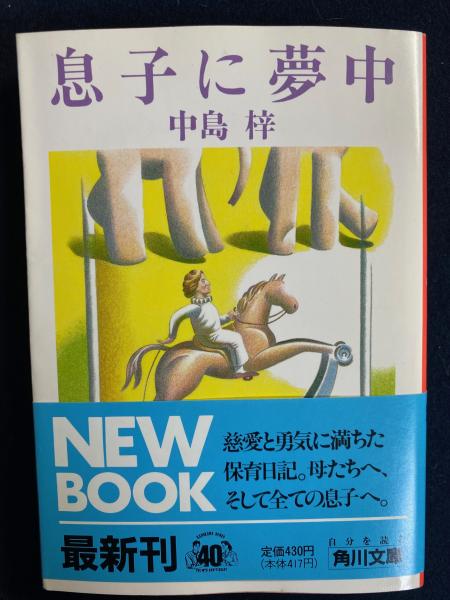 息子に夢中
中島 梓
NEW
BOOK
慈愛と勇気に満ちた
保育日記。母たちへ、
そして全ての息子へ。
最新刊
40
定価430円
(本体417円)
自分を読
角川文庫